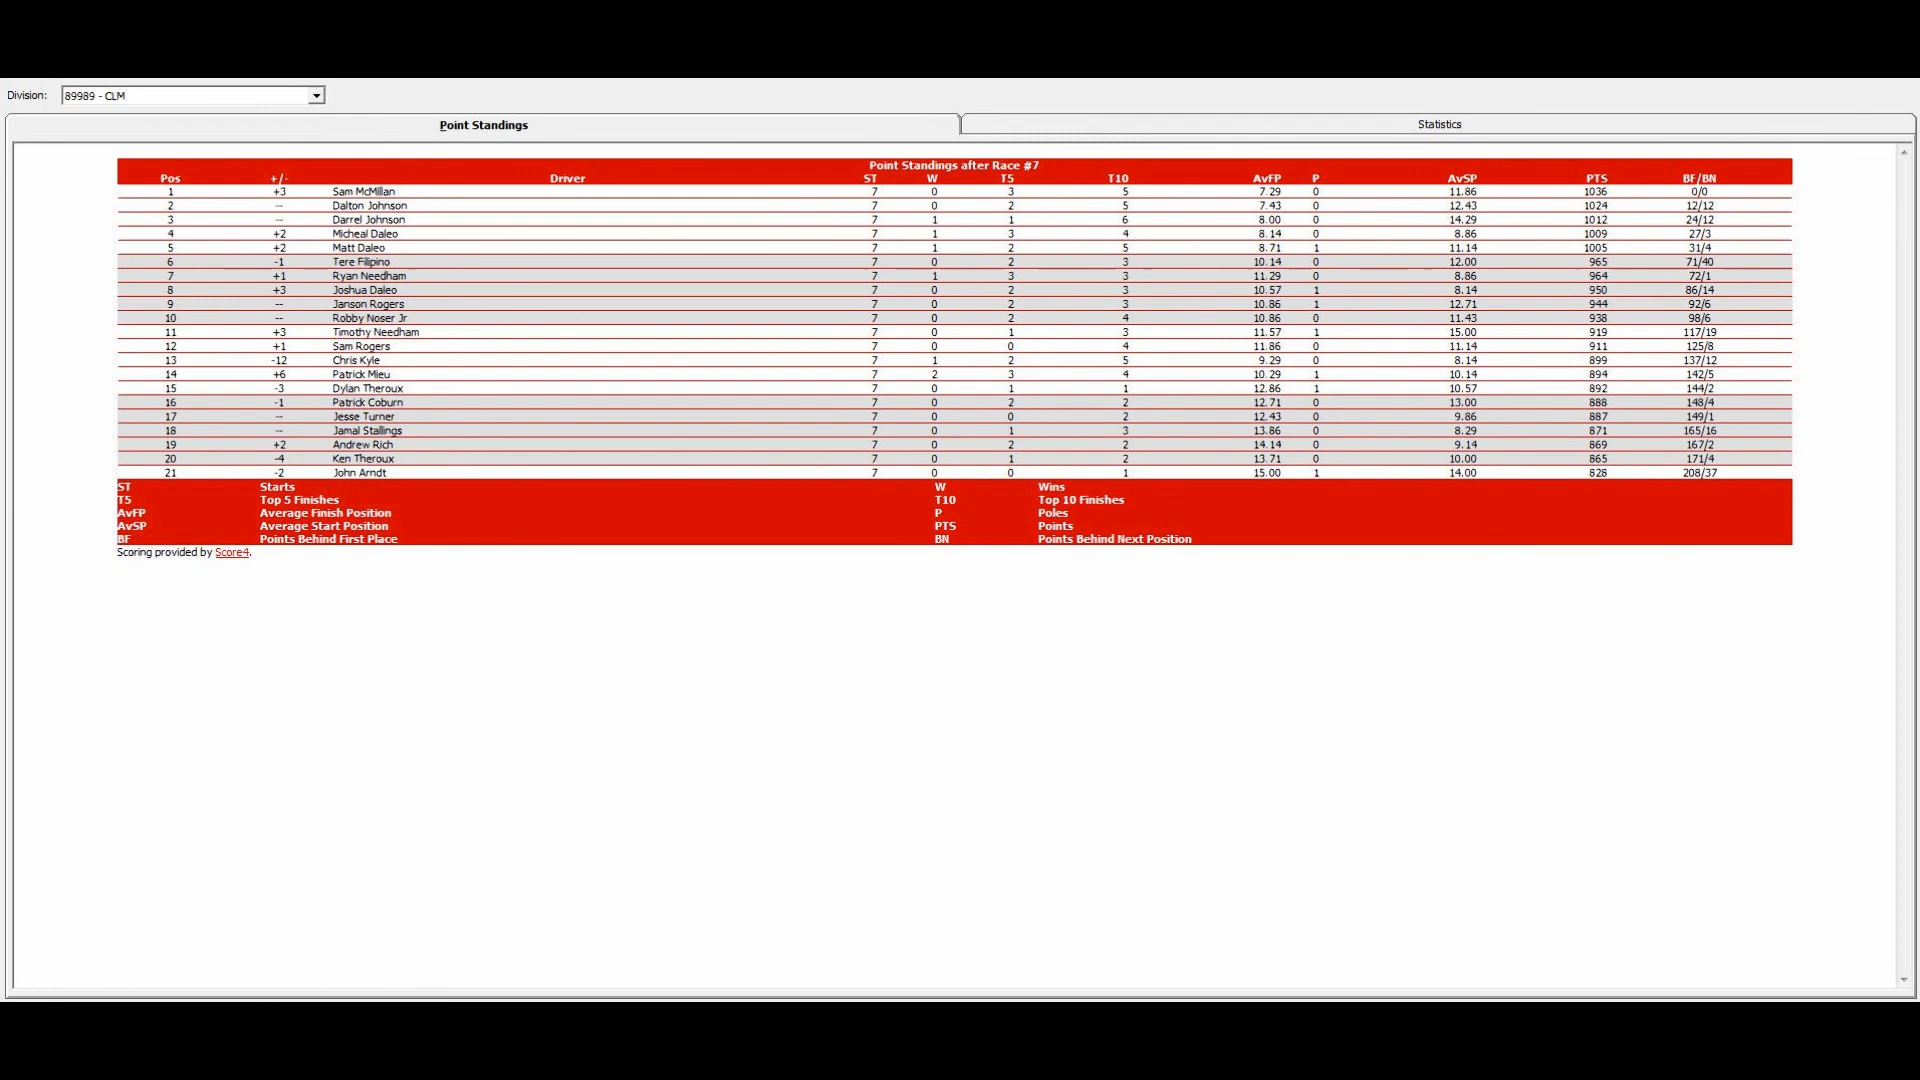 Division: 89989 - CLM
Point Standings Statistics
Point Standings after Race #7
Pos +/- Driver ST W T5 T10 AvFP P AvSP PTS BF/BN
1 +3 Sam McMillan 7 0 3 5 7.29 0 11.86 1036 0/0
2 -- Dalton Johnson 7 0 2 5 7.43 0 12.43 1024 12/12
3 -- Darrel Johnson 7 1 1 6 8.00 0 14.29 1012 24/12
4 +2 Micheal Daleo 7 1 3 4 8.14 0 8.86 1009 27/3
5 +2 Matt Daleo 7 1 2 5 8.71 1 11.14 1005 31/4
6 -1 Tere Filipino 7 0 2 3 10.14 0 12.00 965 71/40
7 +1 Ryan Needham 7 1 3 3 11.29 0 8.86 964 72/1
8 +3 Joshua Daleo 7 0 2 3 10.57 1 8.14 950 86/14
9 -- Janson Rogers 7 0 2 3 10.86 1 12.71 944 92/6
10 -- Robby Noser Jr 7 0 2 4 10.86 0 11.43 938 98/6
11 +3 Timothy Needham 7 0 1 3 11.57 1 15.00 919 117/19
12 +1 Sam Rogers 7 0 0 4 11.86 0 11.14 911 125/8
13 -12 Chris Kyle 7 1 2 5 9.29 0 8.14 899 137/12
14 +6 Patrick Mieu 7 2 3 4 10.29 1 10.14 894 142/5
15 -3 Dylan Theroux 7 0 1 1 12.86 1 10.57 892 144/2
16 -1 Patrick Coburn 7 0 2 2 12.71 0 13.00 888 148/4
17 -- Jesse Turner 7 0 0 2 12.43 0 9.86 887 149/1
18 -- Jamal Stallings 7 0 1 3 13.86 0 8.29 871 165/16
19 +2 Andrew Rich 7 0 2 2 14.14 0 9.14 869 167/2
20 -4 Ken Theroux 7 0 1 2 13.71 0 10.00 865 171/4
21 -2 John Arndt 7 0 0 1 15.00 1 14.00 828 208/37
ST Starts W Wins
T5 Top 5 Finishes T10 Top 10 Finishes
AvFP Average Finish Position P Poles
AvSP Average Start Position PTS Points
BF Points Behind First Place BN Points Behind Next Position
Scoring provided by Score4.